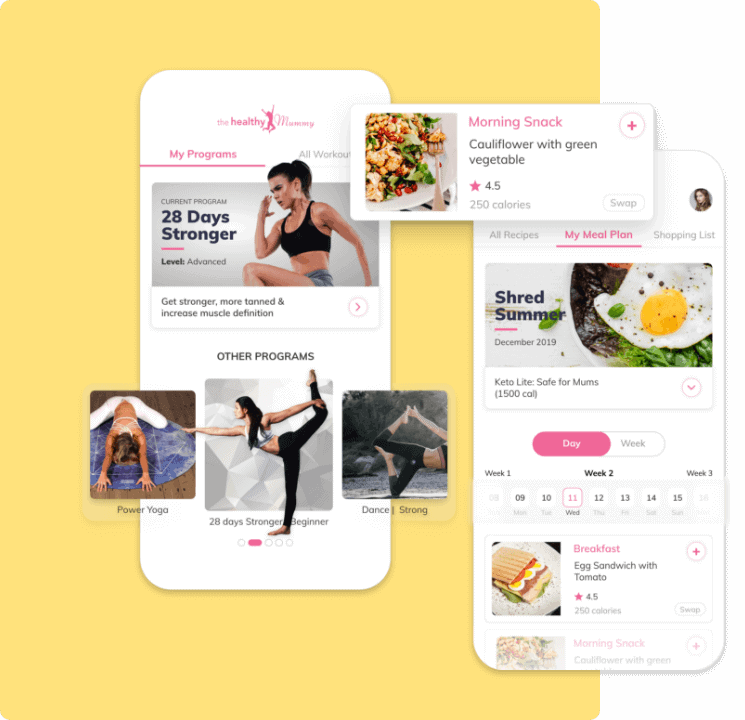 the healthy Mummy
My Programs
All Workout
CURRENT PROGRAM
28 Days
Stronger
Level: Advanced
Get stronger, more tanned &
increase muscle definition
OTHER PROGRAMS
Power Yoga
28 days Stronger Beginner
Dance | Strong
Morning Snack
Cauliflower with green
vegetable
4.5
250 calories
Swap
All Recipes
My Meal Plan
Shopping List
Shred
Summer
December 2019
Keto Lite: Safe for Mums
(1500 cal)
Day
Week
Week 1
Week 2
Week 3
08 09 10 11 12 13 14 15 16
Sun Mon Tue Wed Thu Fri Sat Sun Mon
Breakfast
Egg Sandwich with
Tomato
4.5
250 calories
Swap
Morning Snack
Cauliflower with green